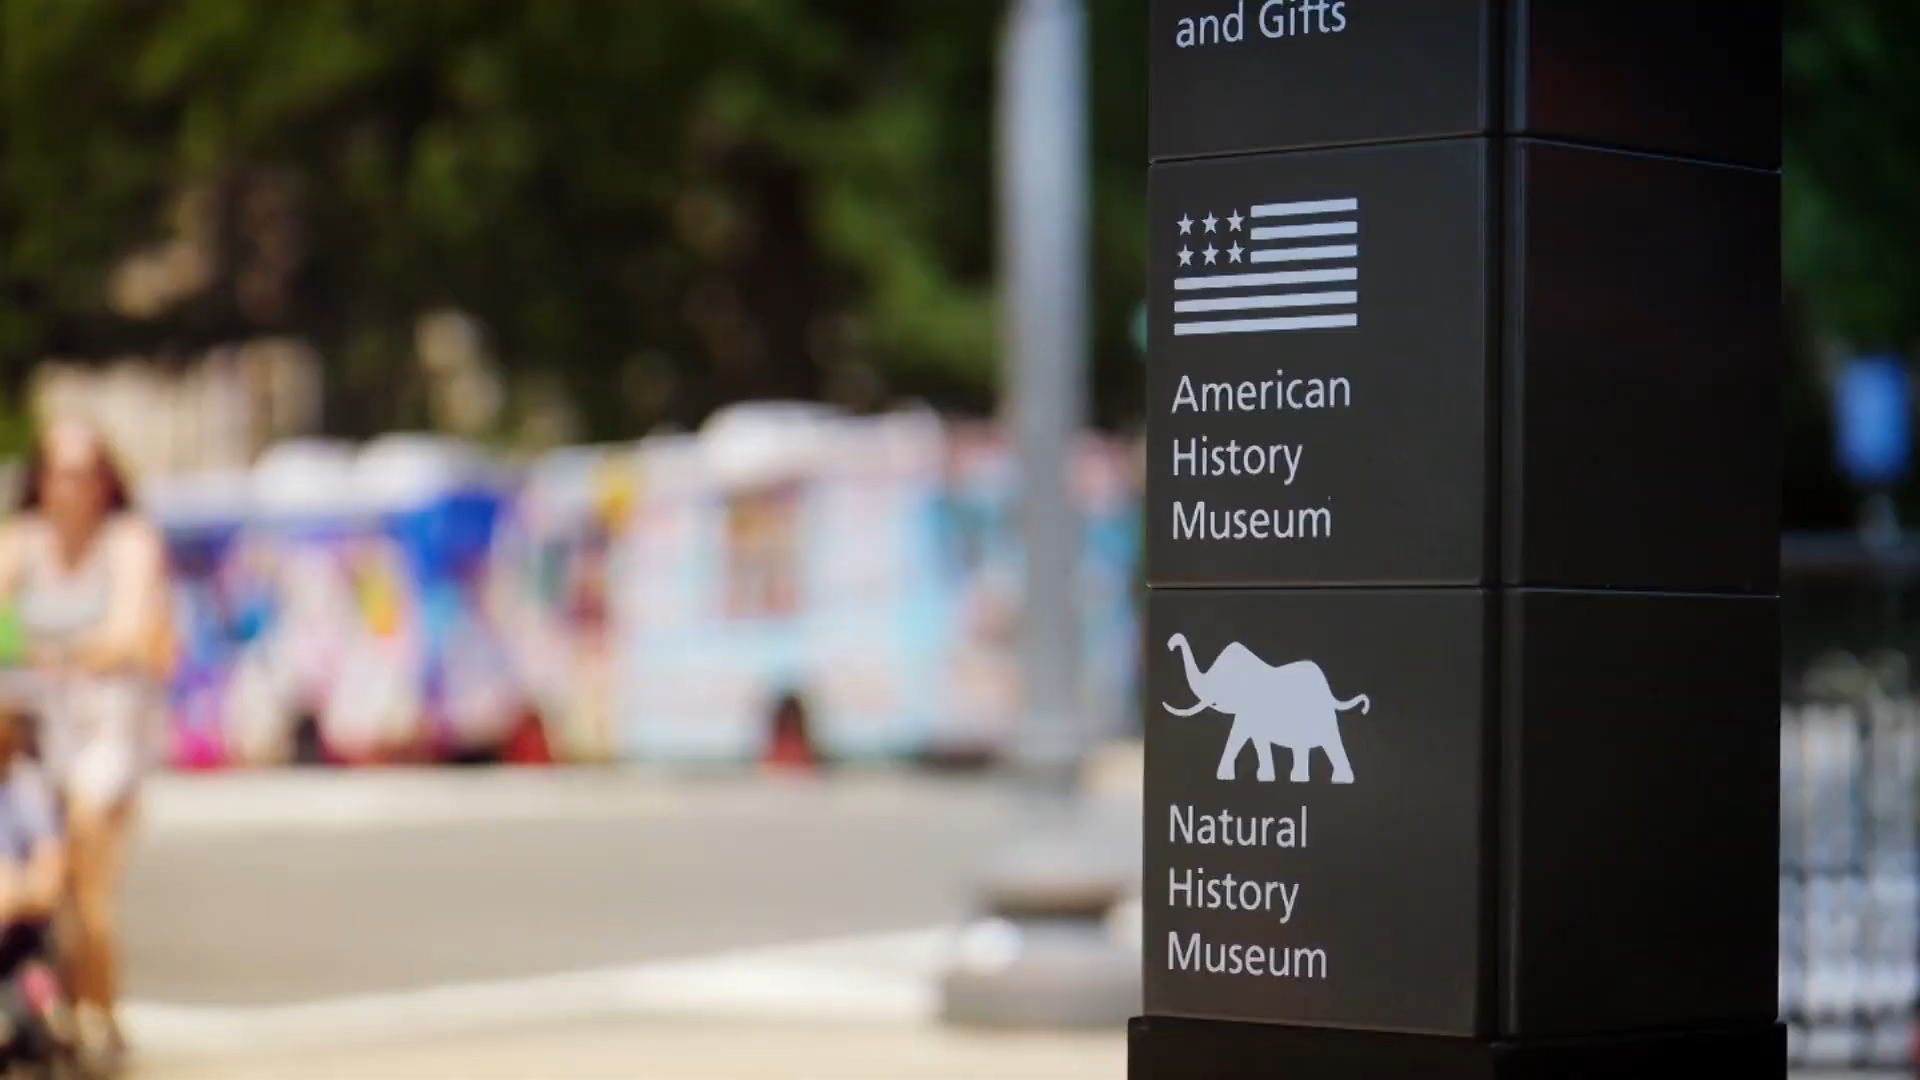 and Gifts
American
History
Museum
Natural
History
Museum